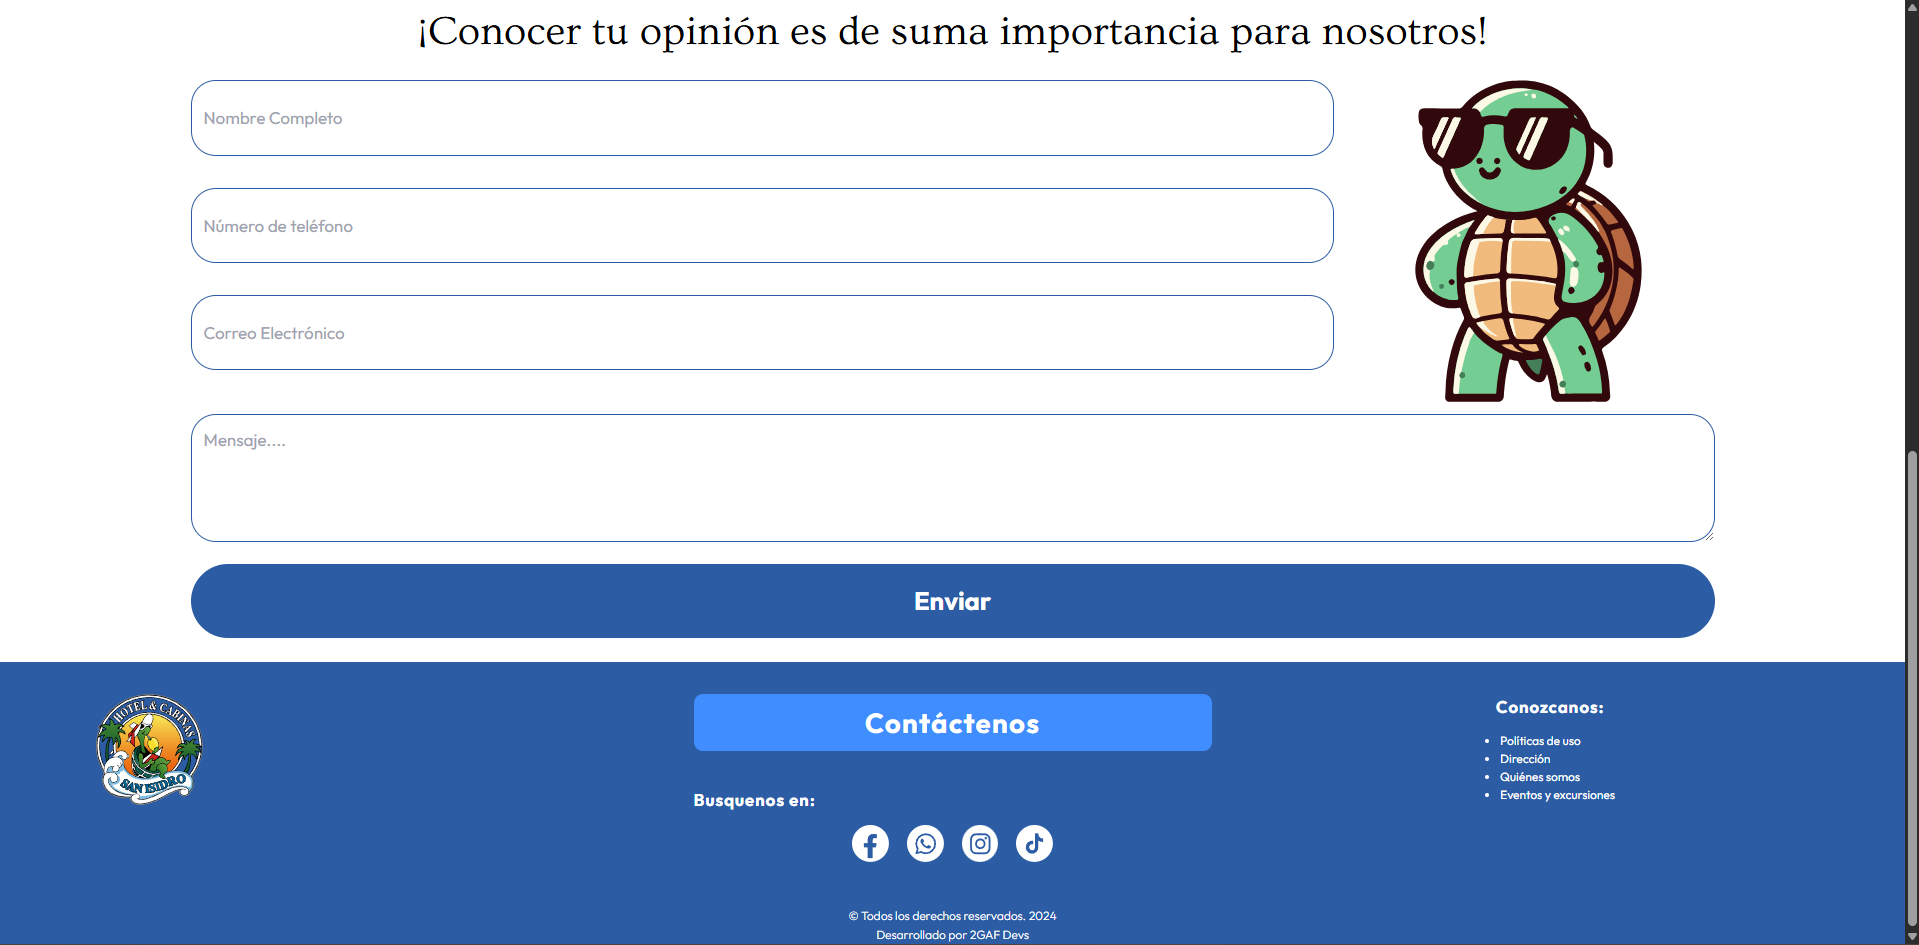 ¡Conocer tu opinión es de suma importancia para nosotros!
Nombre Completo
Número de teléfono
Correo Electrónico
Mensaje....
Enviar
HOTEL & CABINAS
SAN ISIDRO
Contáctenos
Busquenos en:
Conozcanos:
Políticas de uso
Dirección
Quiénes somos
Eventos y excursiones
© Todos los derechos reservados. 2024
Desarrollado por 2GAF Devs